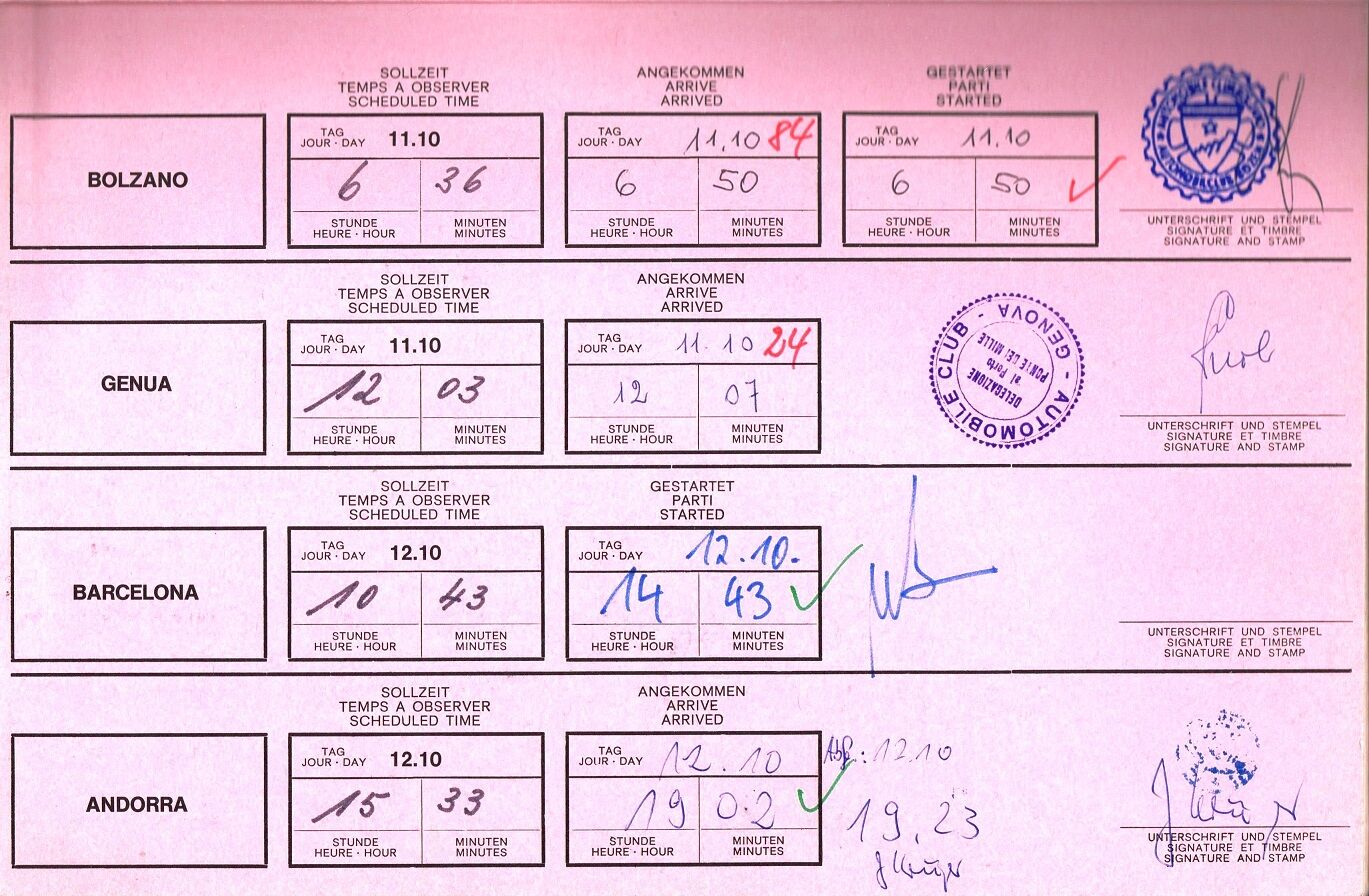 SOLLZEIT
TEMPS A OBSERVER
SCHEDULED TIME
ANGEKOMMEN
ARRIVE
ARRIVED
GESTARTET
PARTI
STARTED
BOLZANO
TAG
JOUR · DAY 11.10
6 36
STUNDE MINUTEN
HEURE · HOUR MINUTES
TAG
JOUR · DAY 11.10 84
6 50
STUNDE MINUTEN
HEURE · HOUR MINUTES
TAG
JOUR · DAY 11.10
6 50
STUNDE MINUTEN
HEURE · HOUR MINUTES
UNTERSCHRIFT UND STEMPEL
SIGNATURE ET TIMBRE
SIGNATURE AND STAMP
SOLLZEIT
TEMPS A OBSERVER
SCHEDULED TIME
ANGEKOMMEN
ARRIVE
ARRIVED
GENUA
TAG
JOUR · DAY 11.10
12 03
STUNDE MINUTEN
HEURE · HOUR MINUTES
TAG
JOUR · DAY 11.10 24
12 07
STUNDE MINUTEN
HEURE · HOUR MINUTES
AUTOMOBILE CLUB - GENOVA -
DELEGAZIONE
al Porto
PONTE DEI MILLE
UNTERSCHRIFT UND STEMPEL
SIGNATURE ET TIMBRE
SIGNATURE AND STAMP
SOLLZEIT
TEMPS A OBSERVER
SCHEDULED TIME
GESTARTET
PARTI
STARTED
BARCELONA
TAG
JOUR · DAY 12.10
10 43
STUNDE MINUTEN
HEURE · HOUR MINUTES
TAG
JOUR · DAY 12.10.
14 43
STUNDE MINUTEN
HEURE · HOUR MINUTES
UNTERSCHRIFT UND STEMPEL
SIGNATURE ET TIMBRE
SIGNATURE AND STAMP
SOLLZEIT
TEMPS A OBSERVER
SCHEDULED TIME
ANGEKOMMEN
ARRIVE
ARRIVED
ANDORRA
TAG
JOUR · DAY 12.10
15 33
STUNDE MINUTEN
HEURE · HOUR MINUTES
TAG
JOUR · DAY 12.10
19 02
STUNDE MINUTEN
HEURE · HOUR MINUTES
12.10
19,23
UNTERSCHRIFT UND STEMPEL
SIGNATURE ET TIMBRE
SIGNATURE AND STAMP